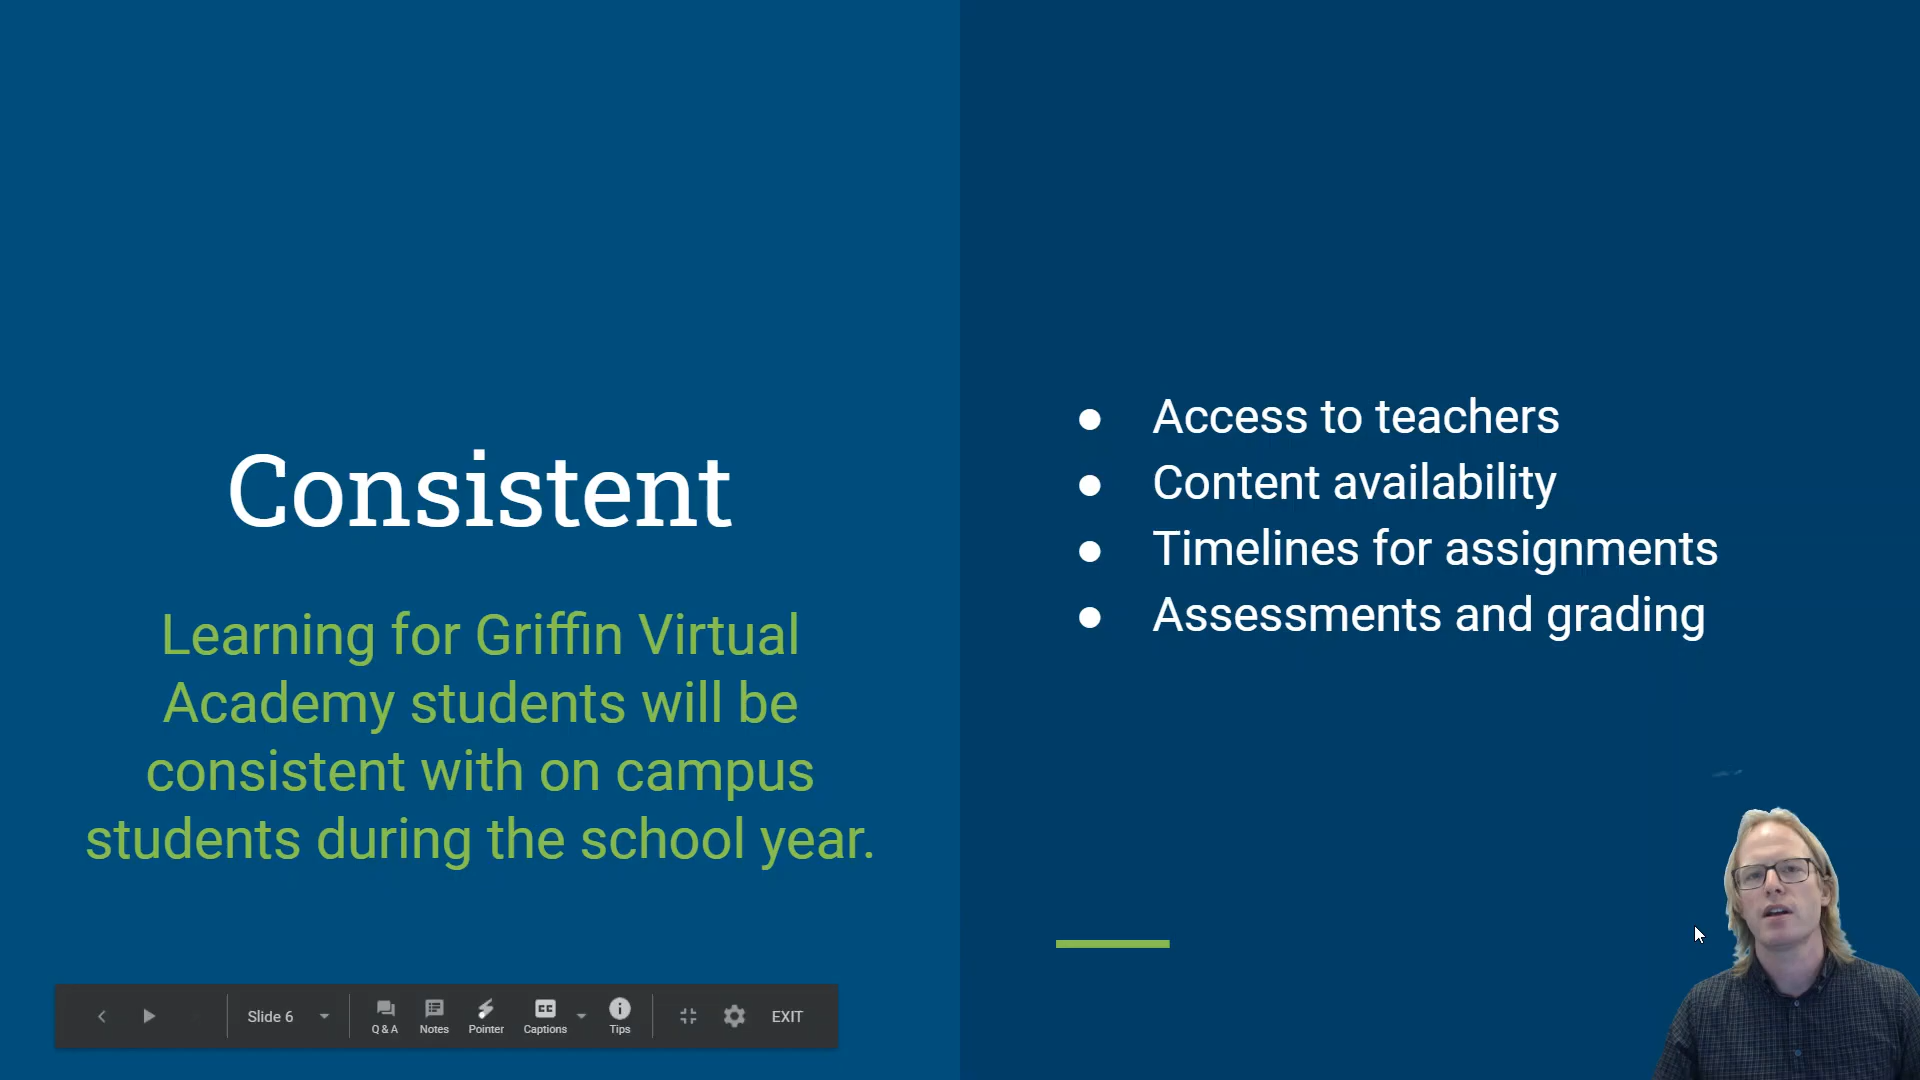 Consistent
Learning for Griffin Virtual
Academy students will be
consistent with on campus
students during the school year.
● Access to teachers
● Content availability
● Timelines for assignments
● Assessments and grading
Slide 6
Q & A
Notes
Pointer
CC
Captions
Tips
EXIT